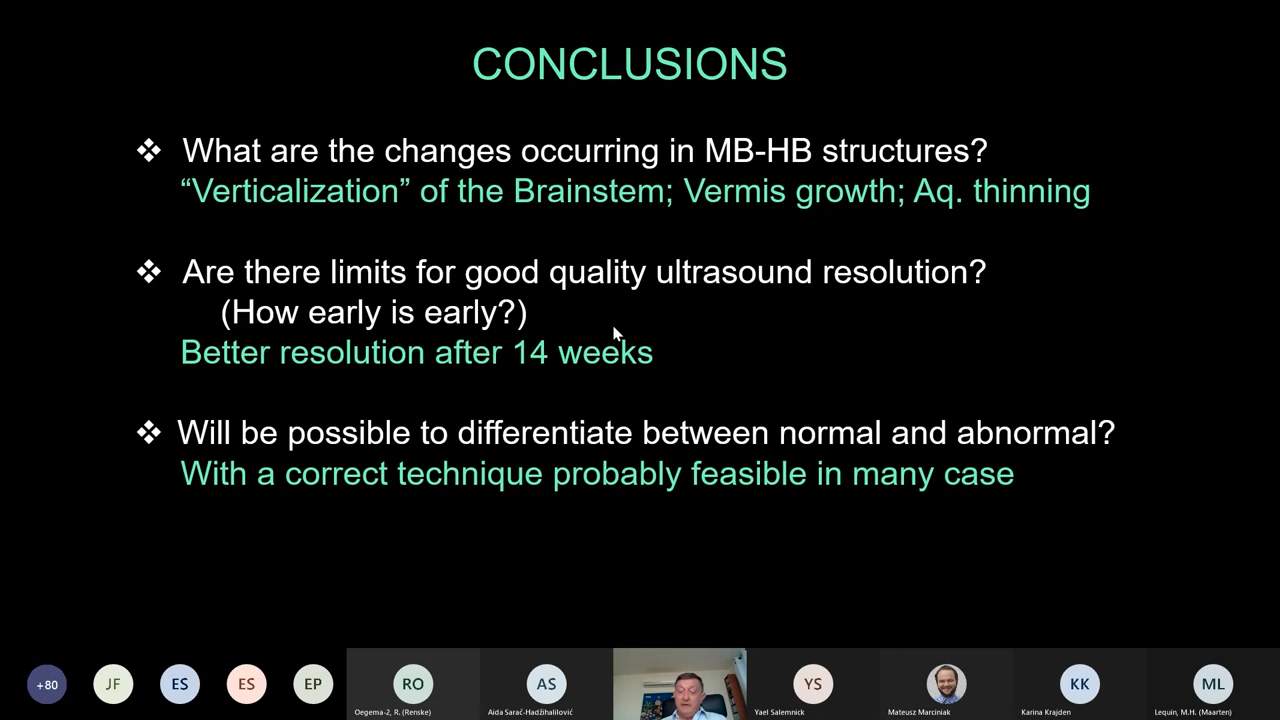 CONCLUSIONS
❖ What are the changes occurring in MB-HB structures?
“Verticalization” of the Brainstem; Vermis growth; Aq. thinning
❖ Are there limits for good quality ultrasound resolution?
(How early is early?)
Better resolution after 14 weeks
❖ Will be possible to differentiate between normal and abnormal?
With a correct technique probably feasible in many case
+80
JF
ES
ES
EP
RO
AS
YS
KK
ML
Oegema-2, R. (Renske)
Aida Sarač-Hadžihalilović
Yael Salemnick
Mateusz Marciniak
Karina Krajden
Lequin, M.H. (Maarten)